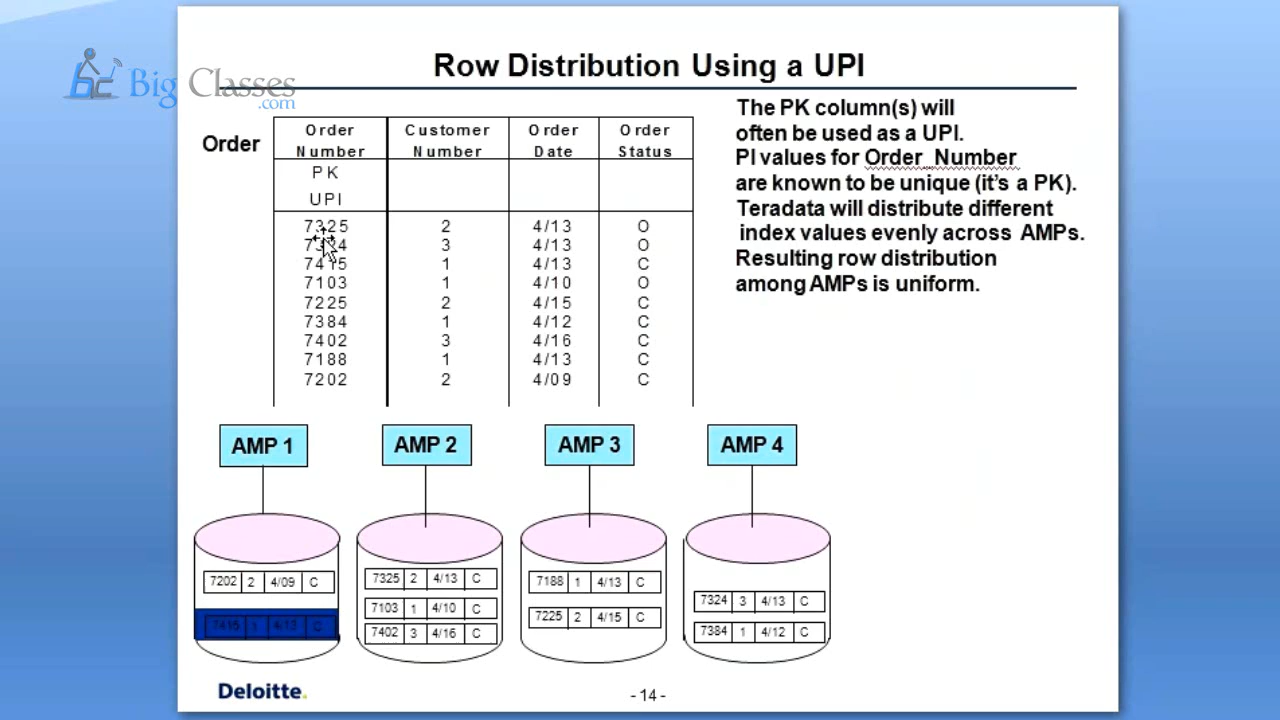 Big Classes
.com
Row Distribution Using a UPI
Order
Order Number | Customer Number | Order Date | Order Status
PK
UPI
7325 2 4/13 O
7324 3 4/13 O
7415 1 4/13 C
7103 1 4/10 O
7225 2 4/15 C
7384 1 4/12 C
7402 3 4/16 C
7188 1 4/13 C
7202 2 4/09 C
The PK column(s) will
often be used as a UPI.
PI values for Order_Number
are known to be unique (it's a PK).
Teradata will distribute different
index values evenly across AMPs.
Resulting row distribution
among AMPs is uniform.
AMP 1
AMP 2
AMP 3
AMP 4
7202 2 4/09 C
7415 1 4/13 C
7325 2 4/13 C
7103 1 4/10 C
7402 3 4/16 C
7188 1 4/13 C
7225 2 4/15 C
7324 3 4/13 C
7384 1 4/12 C
Deloitte.
- 14 -